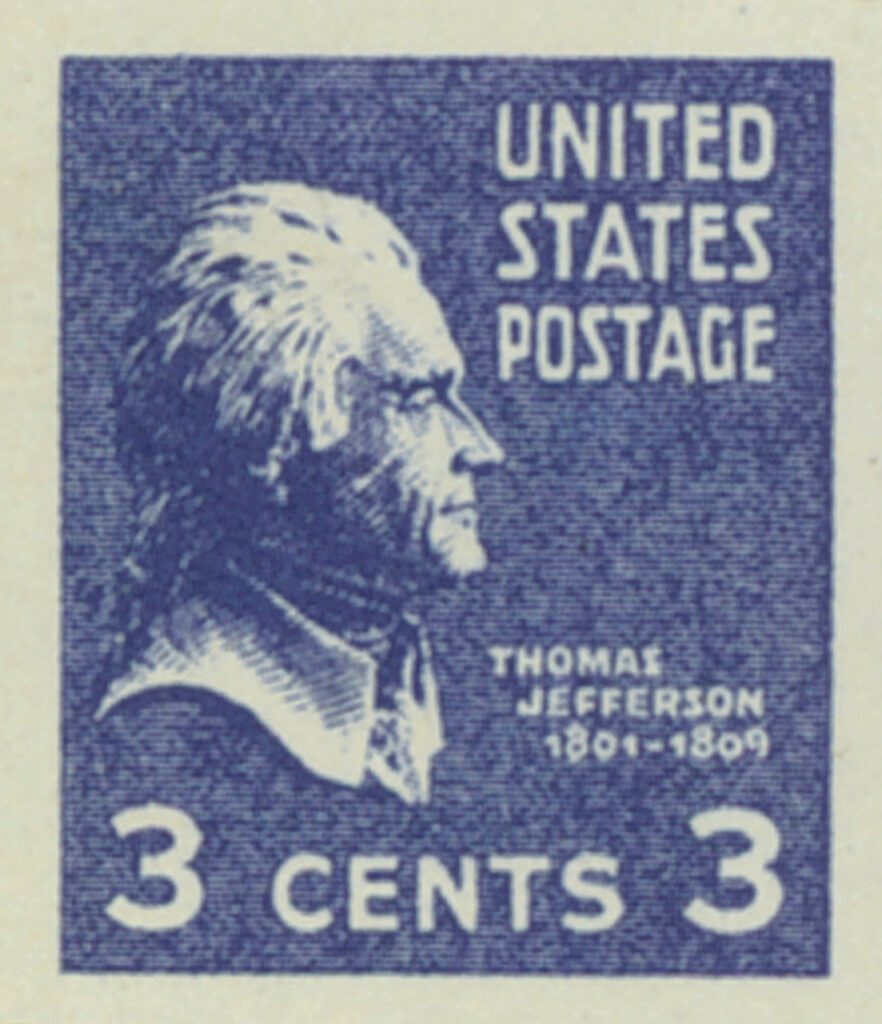 UNITED
STATES
POSTAGE
THOMAS
JEFFERSON
1801-1809
3 CENTS 3